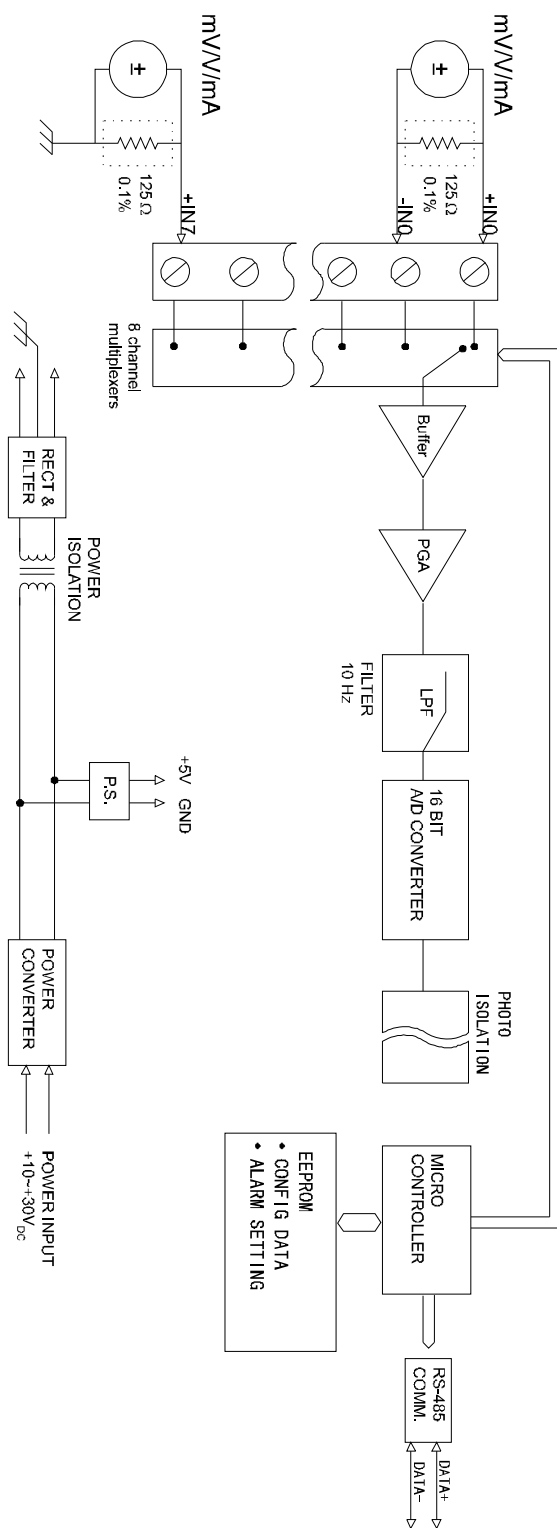 mV/V/mA
±
125 Ω
0.1%
+IN0
-IN0
mV/V/mA
±
125 Ω
0.1%
+IN7
8 channel
multiplexers
Buffer
PGA
LPF
FILTER
10 Hz
16 BIT
A/D CONVERTER
PHOTO
ISOLATION
MICRO
CONTROLLER
EEPROM
• CONFIG DATA
• ALARM SETTING
RS-485
COMM.
DATA+
DATA-
RECT &
FILTER
POWER
ISOLATION
P.S.
+5V
GND
POWER
CONVERTER
POWER INPUT
+10~+30VDC